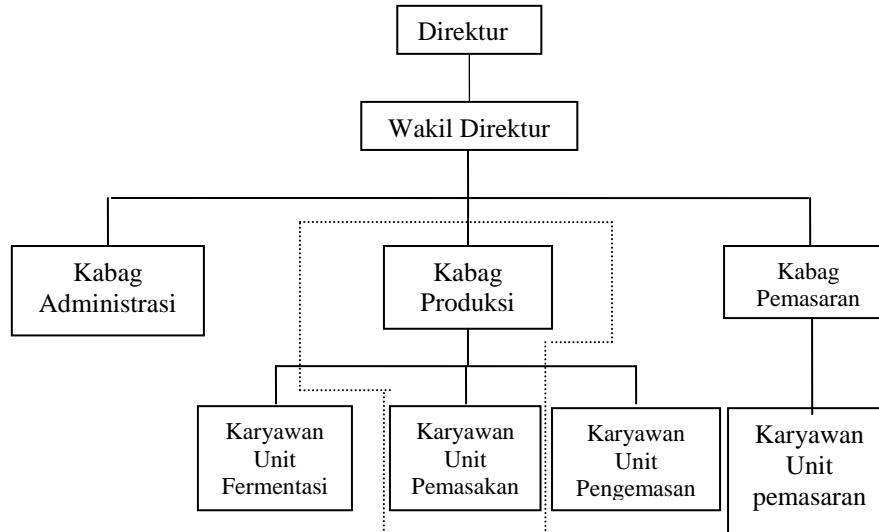 Direktur
Wakil Direktur
Kabag
Administrasi
Kabag
Produksi
Kabag
Pemasaran
Karyawan
Unit
Fermentasi
Karyawan
Unit
Pemasakan
Karyawan
Unit
Pengemasan
Karyawan
Unit
pemasaran